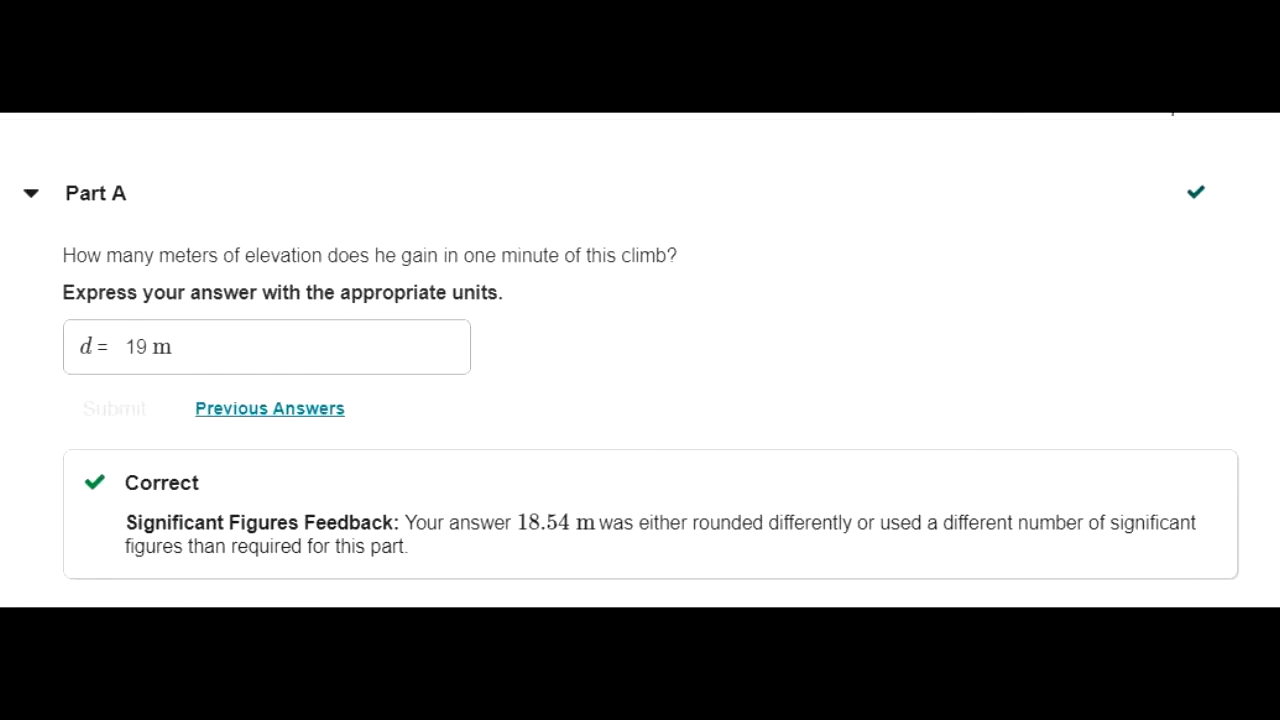 Part A
How many meters of elevation does he gain in one minute of this climb?
Express your answer with the appropriate units.
d = 19 m
Submit Previous Answers
Correct
Significant Figures Feedback: Your answer 18.54 m was either rounded differently or used a different number of significant
figures than required for this part.